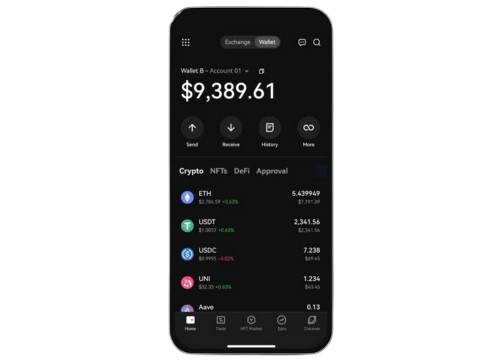 Exchange Wallet
Wallet B – Account 01
$9,389.61
Send Receive History More
Crypto NFTs DeFi Approval
ETH 5.439949
$2,784.59 +0.63% $7,191.39
USDT 2,341.56
$1.0037 +0.63% $2,341.56
USDC 7.238
$0.9995 -0.03% $69.45
UNI 1.234
$32.33 +0.63% $43.45
Aave 0.13
Home Trade NFT Market Earn Discover